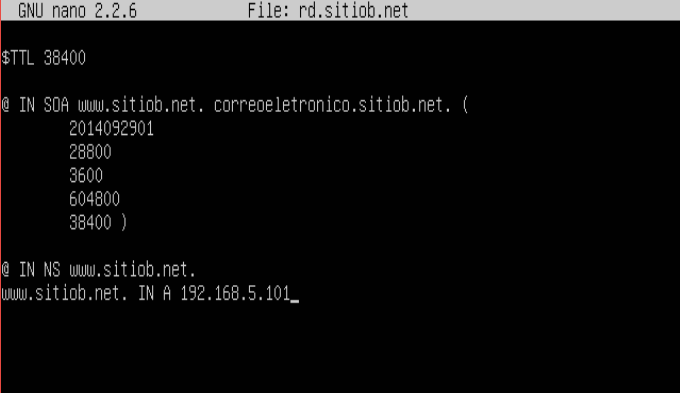 GNU nano 2.2.6 File: rd.sitiob.net
$TTL 38400
@ IN SOA www.sitiob.net. correoeletronico.sitiob.net. (
2014092901
28800
3600
604800
38400 )
@ IN NS www.sitiob.net.
www.sitiob.net. IN A 192.168.5.101_